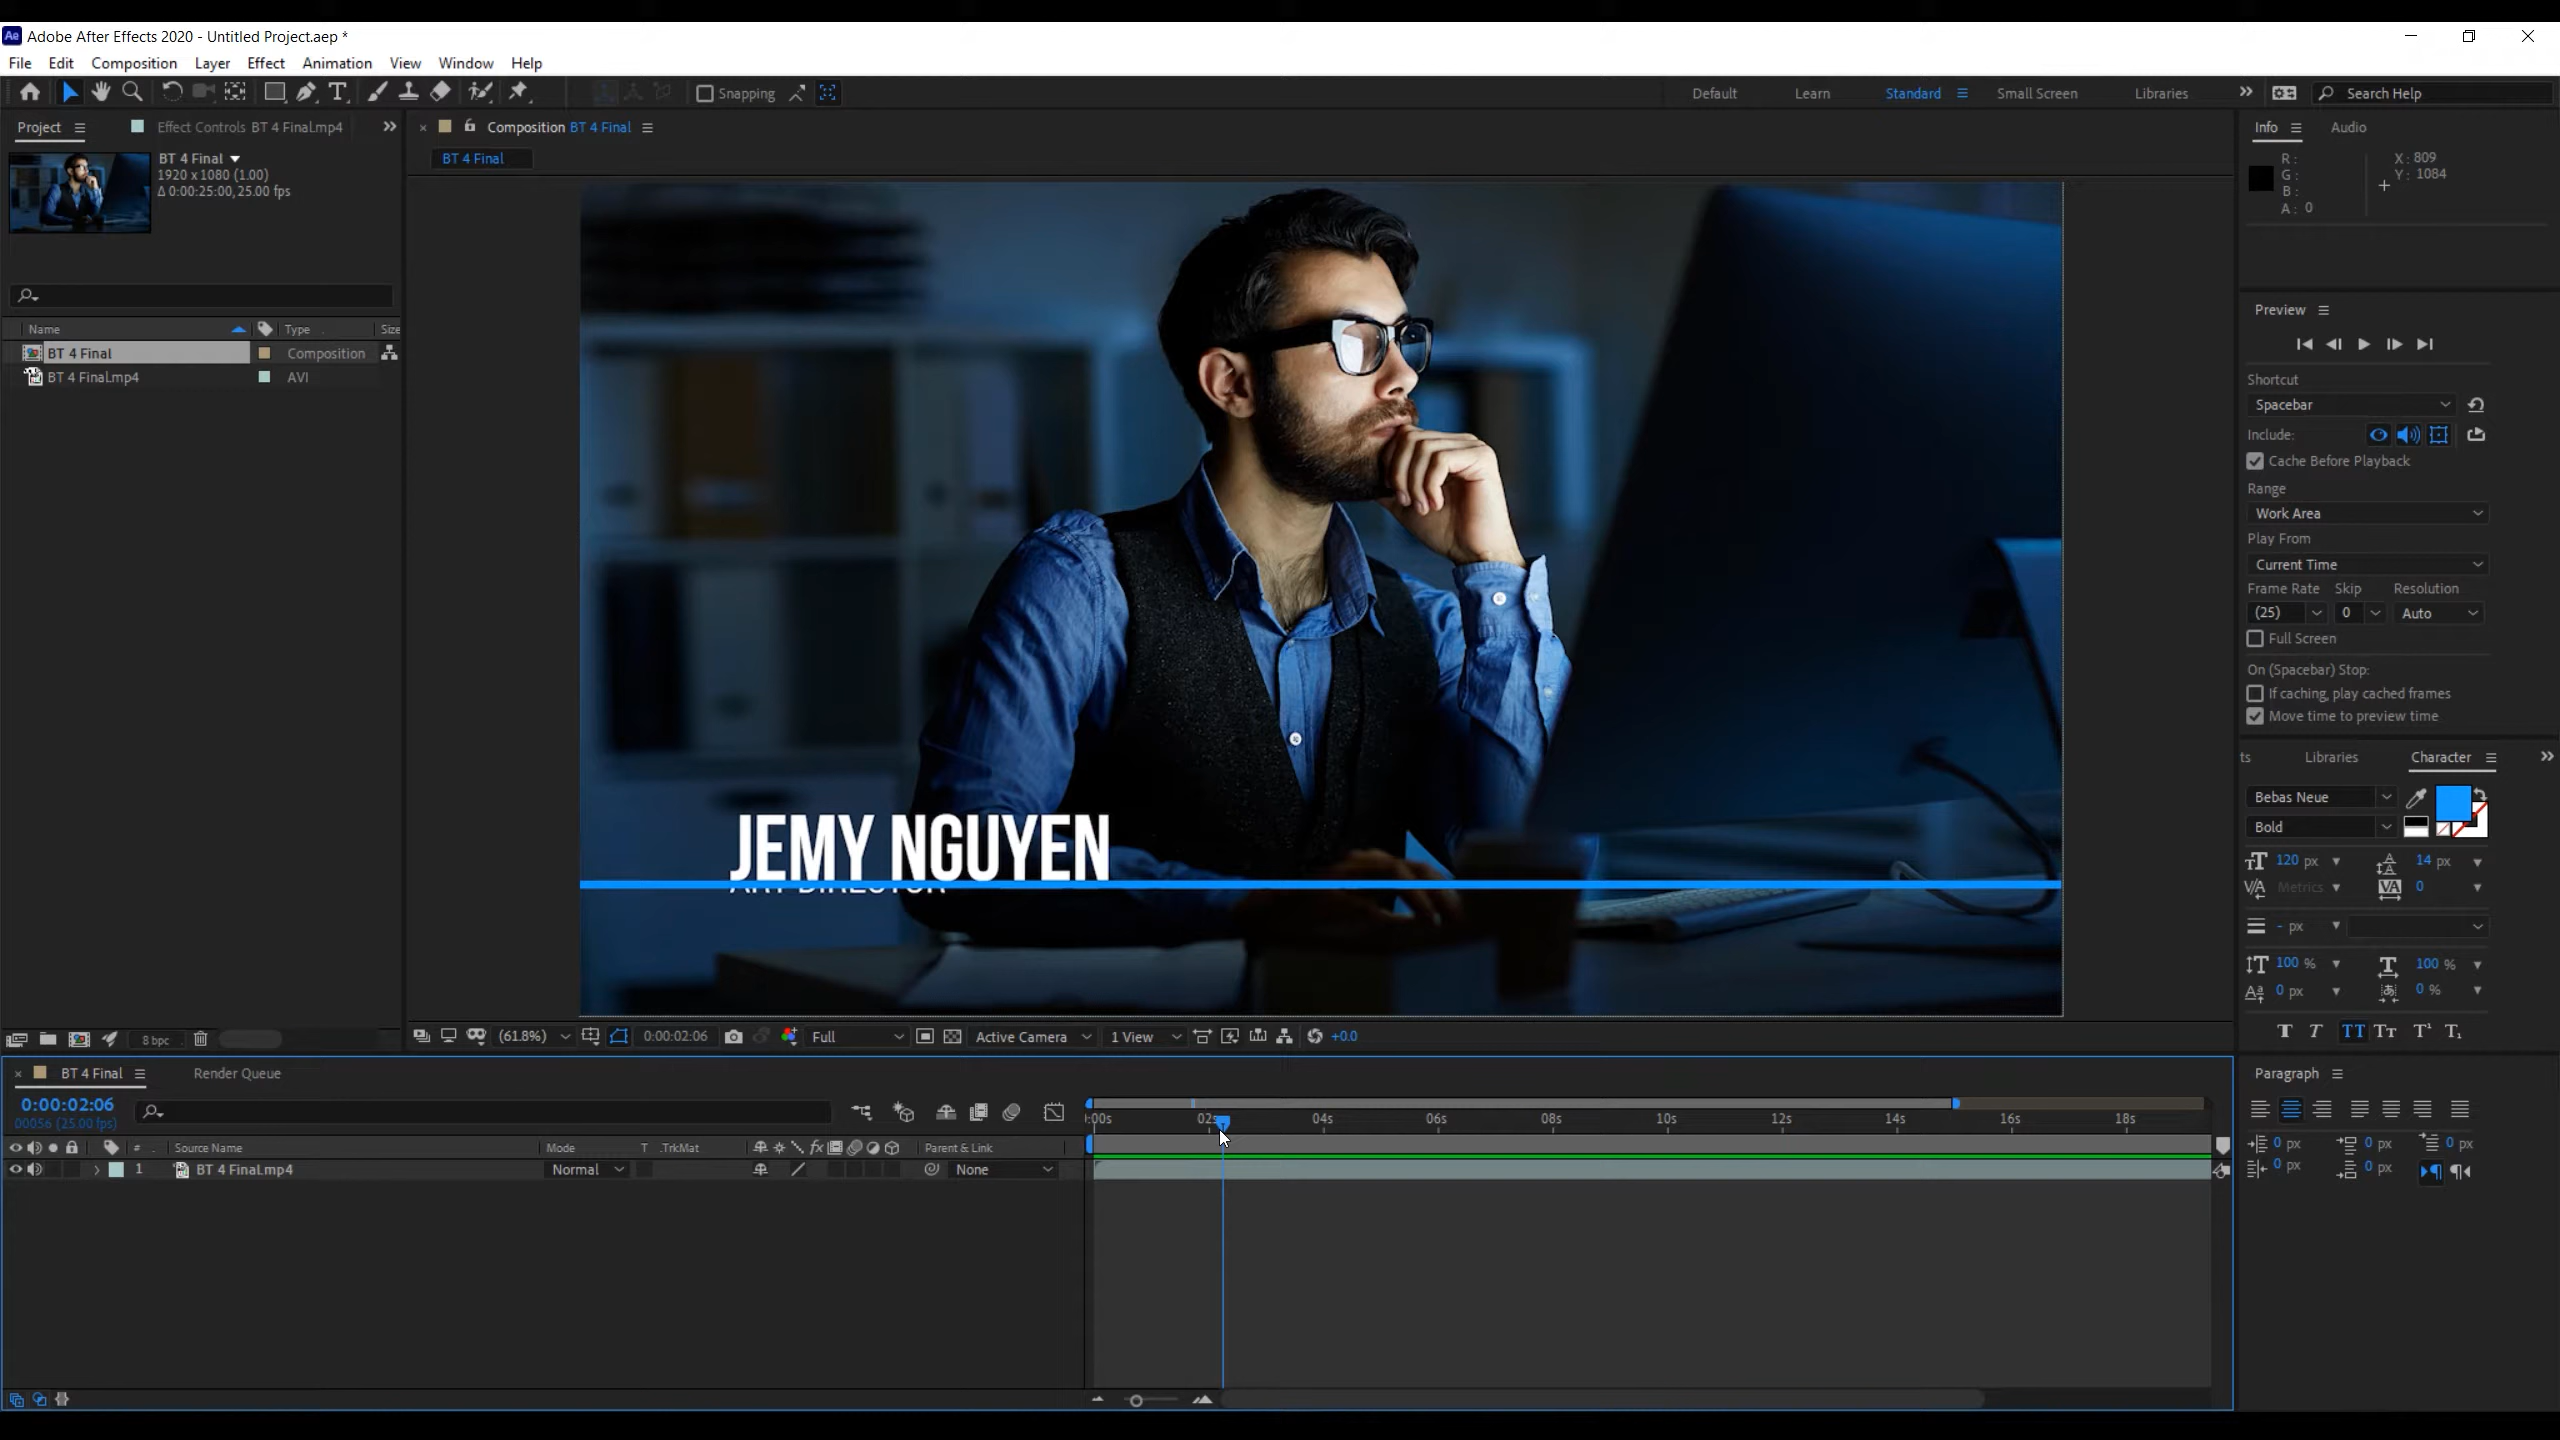 Adobe After Effects 2020 - Untitled Project.aep *
File Edit Composition Layer Effect Animation View Window Help
Snapping
Default Learn Standard Small Screen Libraries
Search Help
Project
Effect Controls BT 4 Final.mp4
BT 4 Final
1920 x 1080 (1.00)
Δ 0:00:25:00, 25.00 fps
Name Type Size
BT 4 Final Composition
BT 4 Final.mp4 AVI
8 bpc
Composition BT 4 Final
BT 4 Final
JEMY NGUYEN
ART DIRECTOR
(61.8%) 0:00:02:06 Full Active Camera 1 View +0.0
Info Audio
R:
G:
B:
A: 0
X: 809
Y: 1084
Preview
Shortcut
Spacebar
Include:
Cache Before Playback
Range
Work Area
Play From
Current Time
Frame Rate Skip Resolution
(25) 0 Auto
Full Screen
On (Spacebar) Stop:
If caching, play cached frames
Move time to preview time
ts Libraries Character
Bebas Neue
Bold
120 px 14 px
Metrics 0
- px
100 % 100 %
0 px 0 %
BT 4 Final Render Queue
0:00:02:06
00056 (25.00 fps)
# Source Name Mode T .TrkMat Parent & Link
1 BT 4 Final.mp4 Normal None
:00s 02s 04s 06s 08s 10s 12s 14s 16s 18s
Paragraph
0 px 0 px 0 px
0 px 0 px